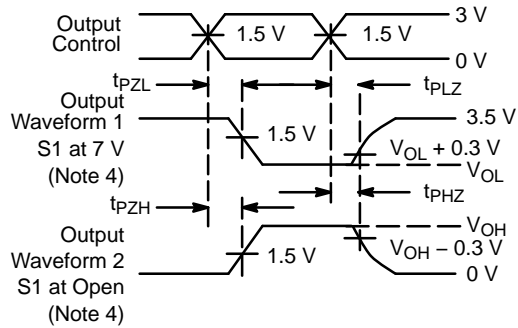 Output
Control
1.5 V
1.5 V
3 V
0 V
tPZL
tPLZ
Output
Waveform 1
S1 at 7 V
(Note 4)
1.5 V
3.5 V
VOL + 0.3 V
VOL
tPZH
tPHZ
Output
Waveform 2
S1 at Open
(Note 4)
1.5 V
VOH
VOH – 0.3 V
0 V